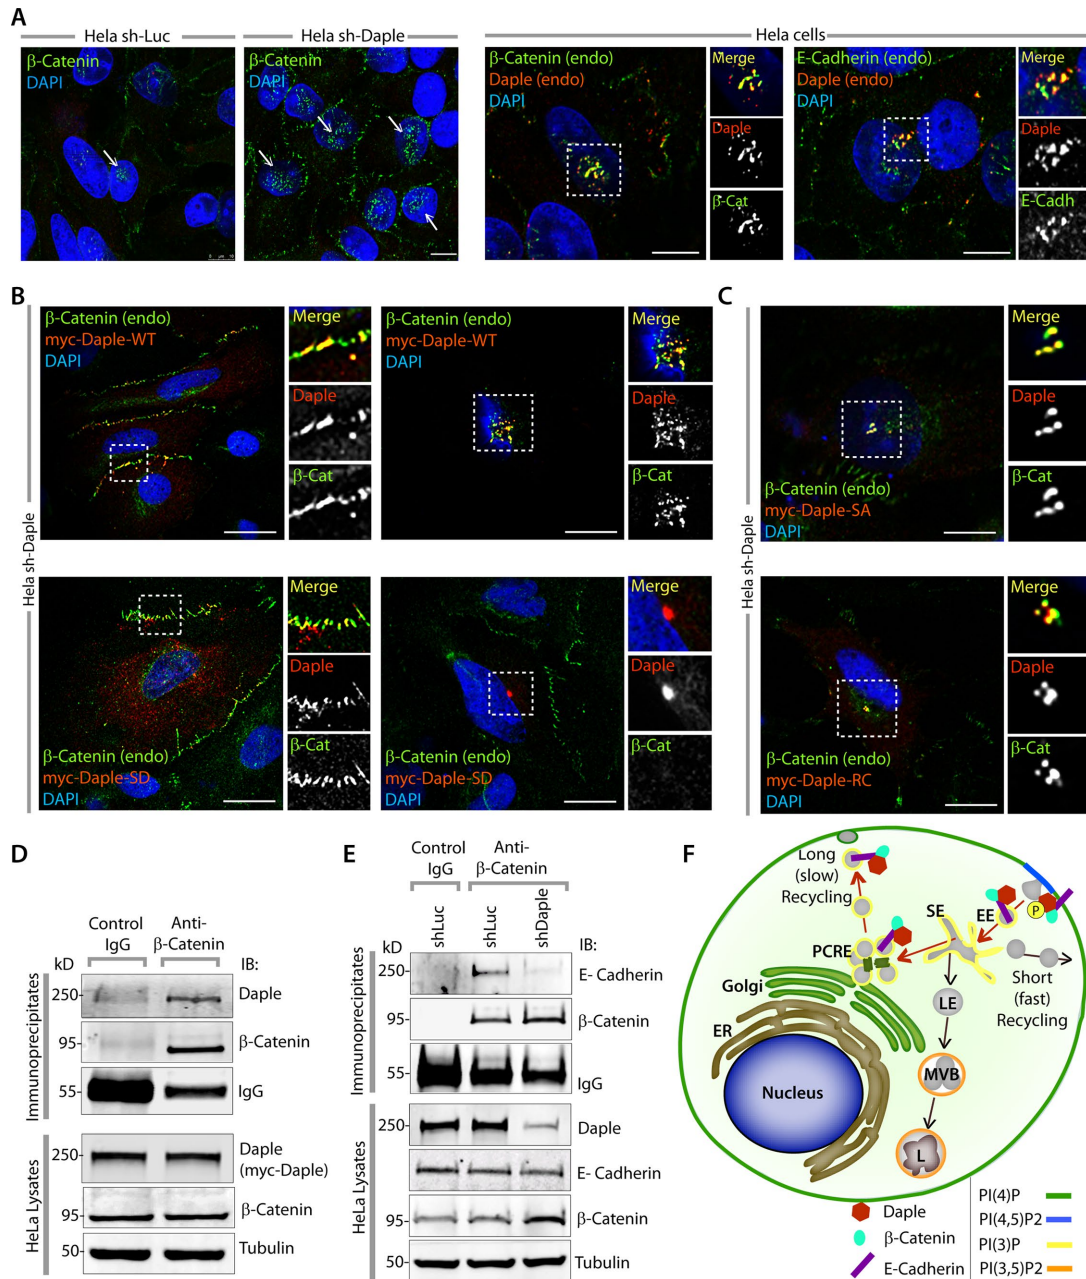 A
Hela sh-Luc
Hela sh-Daple
Hela cells
β-Catenin
DAPI
β-Catenin
DAPI
β-Catenin (endo)
Daple (endo)
DAPI
Merge
Daple
β-Cat
E-Cadherin (endo)
Daple (endo)
DAPI
Merge
Daple
E-Cadh
B
Hela sh-Daple
β-Catenin (endo)
myc-Daple-WT
DAPI
Merge
Daple
β-Cat
β-Catenin (endo)
myc-Daple-WT
DAPI
Merge
Daple
β-Cat
β-Catenin (endo)
myc-Daple-SD
DAPI
Merge
Daple
β-Cat
β-Catenin (endo)
myc-Daple-SD
DAPI
Merge
Daple
β-Cat
C
Hela sh-Daple
β-Catenin (endo)
myc-Daple-SA
DAPI
Merge
Daple
β-Cat
β-Catenin (endo)
myc-Daple-RC
DAPI
Merge
Daple
β-Cat
D
Control
IgG
Anti-
β-Catenin
kD
IB:
Immunoprecipitates
250
Daple
95
β-Catenin
55
IgG
HeLa Lysates
250
Daple
(myc-Daple)
95
β-Catenin
50
Tubulin
E
Control
IgG
Anti-
β-Catenin
shLuc
shLuc
shDaple
kD
IB:
Immunoprecipitates
250
E- Cadherin
95
β-Catenin
55
IgG
HeLa Lysates
250
Daple
E- Cadherin
95
β-Catenin
50
Tubulin
F
Long
(slow)
Recycling
SE
EE
P
PCRE
Short
(fast)
Recycling
Golgi
LE
ER
MVB
Nucleus
L
Daple
β-Catenin
E-Cadherin
PI(4)P
PI(4,5)P2
PI(3)P
PI(3,5)P2